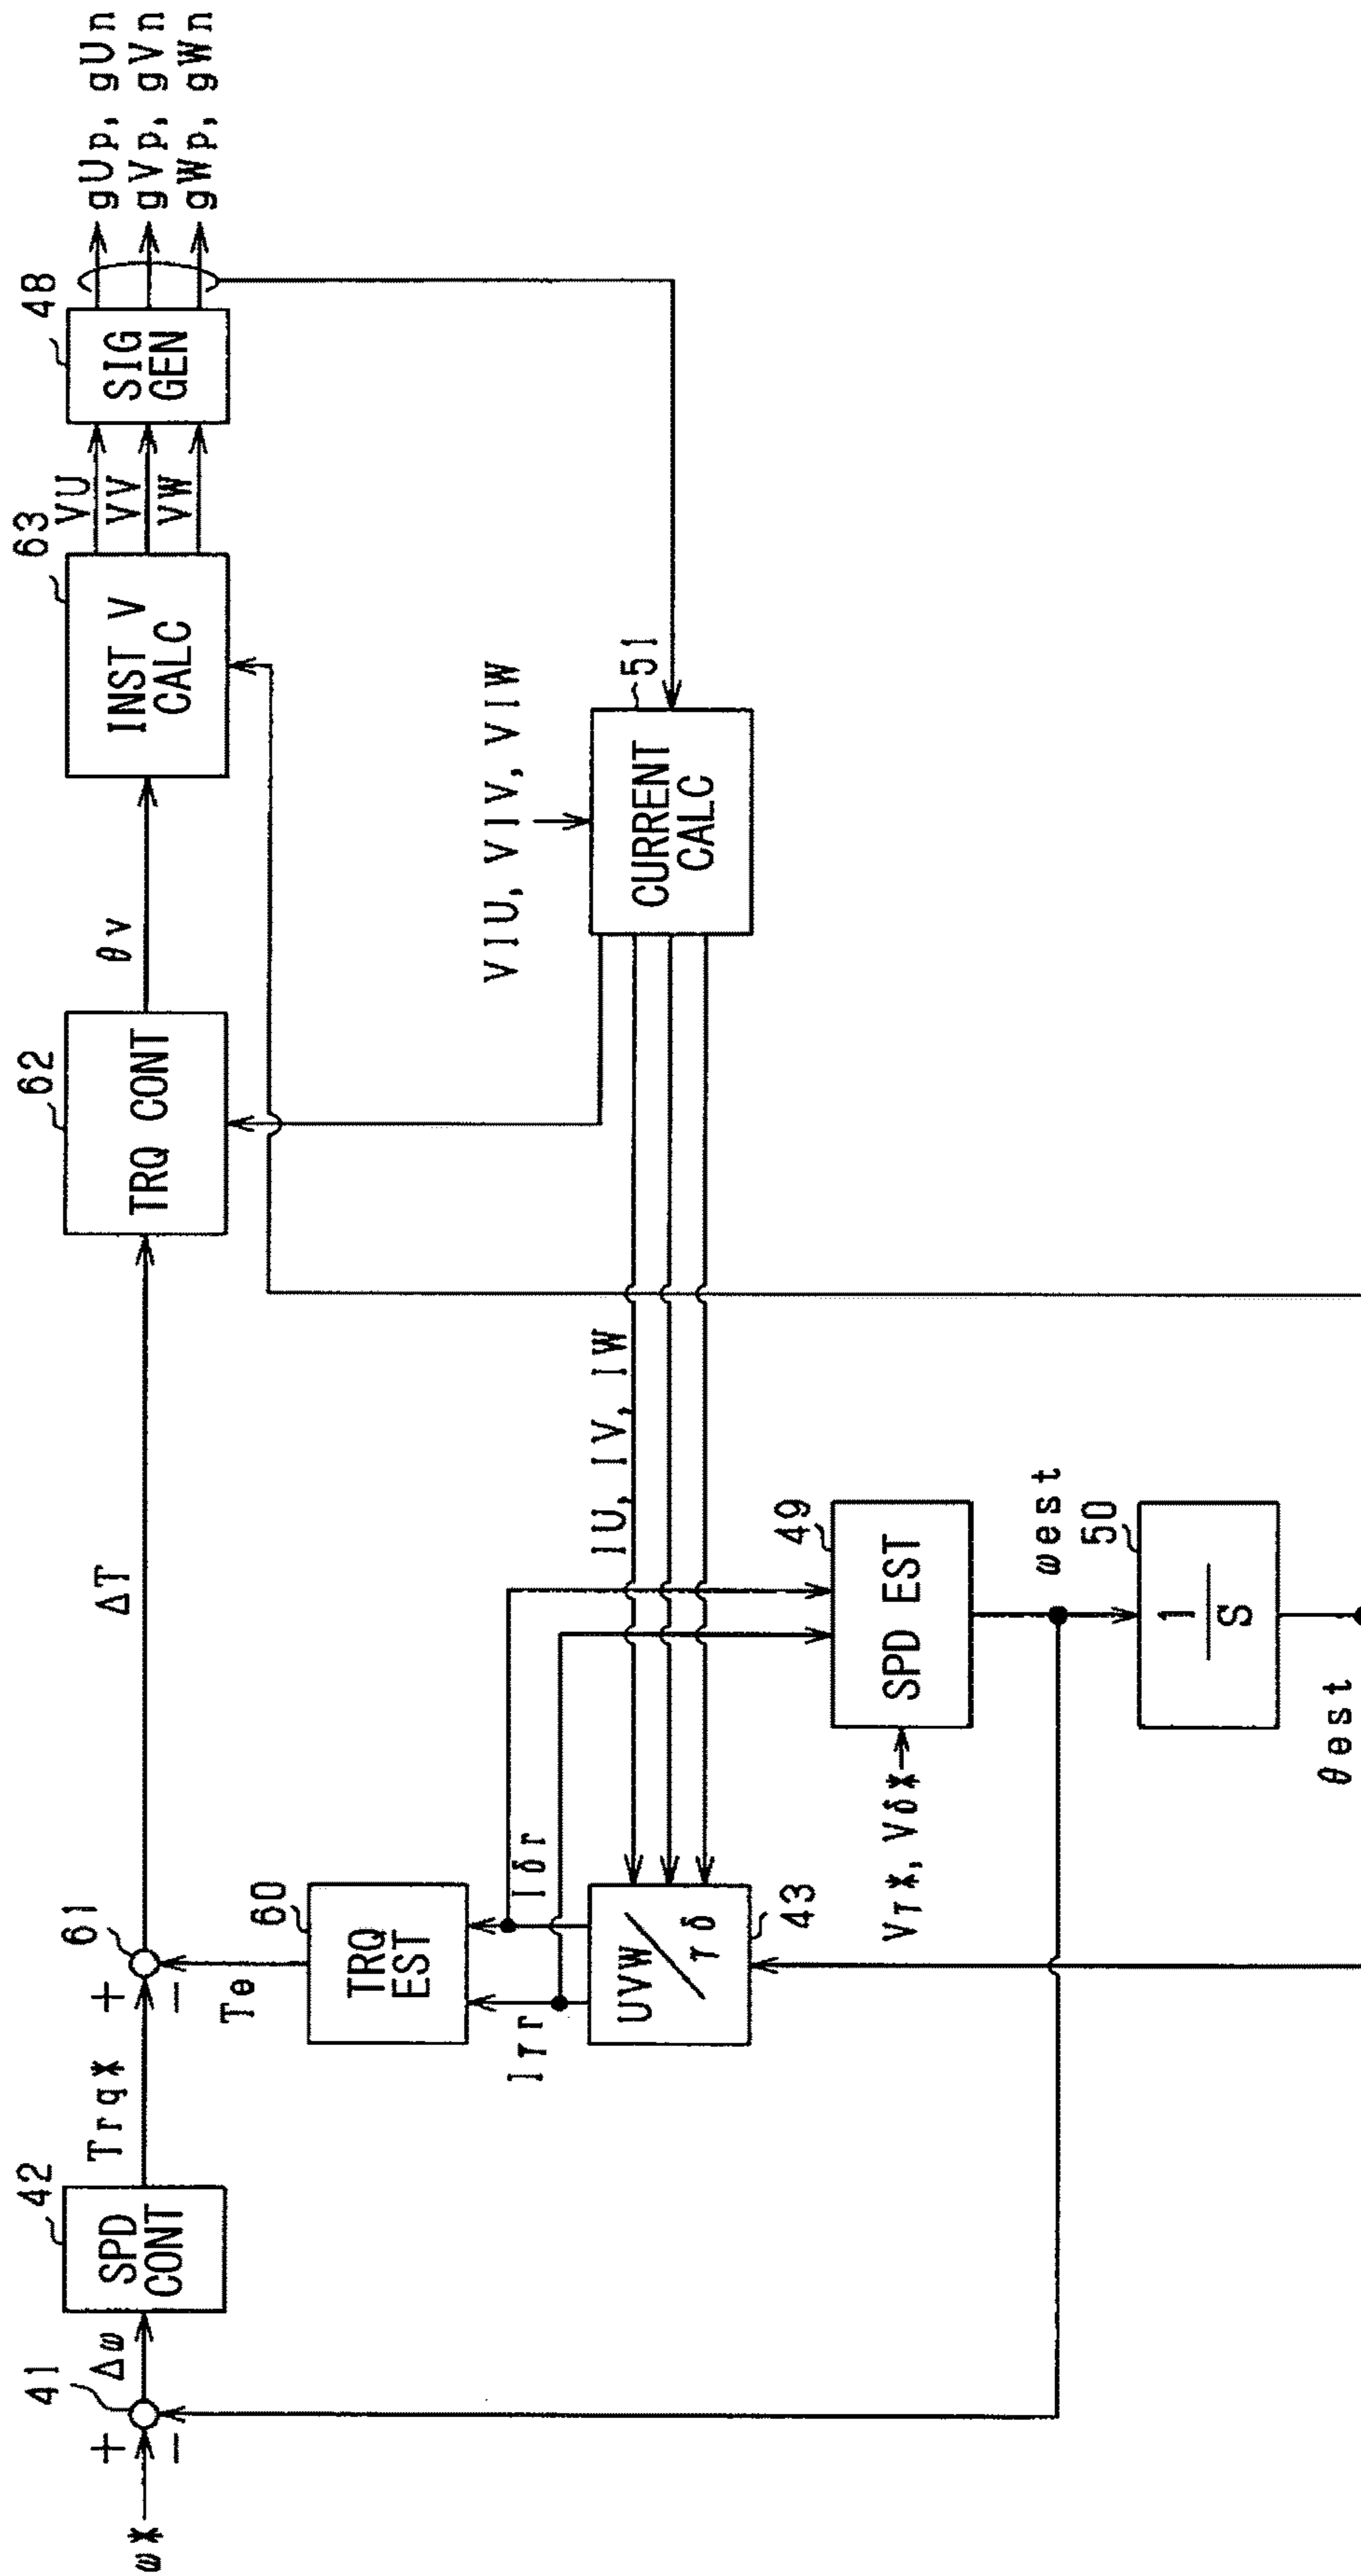 ω*
+
−
41
Δω
42
SPD
CONT
Trq*
+
−
61
ΔT
62
TRQ CONT
θv
63
INST V
CALC
VU
VV
VW
48
SIG
GEN
gUp, gUn
gVp, gVn
gWp, gWn
Te
60
TRQ
EST
Iγr
Iδr
UVW
γδ
43
IU, IV, IW
VIU, VIV, VIW
51
CURRENT
CALC
Vγ*, Vδ*
49
SPD EST
ωest
50
1
S
θest